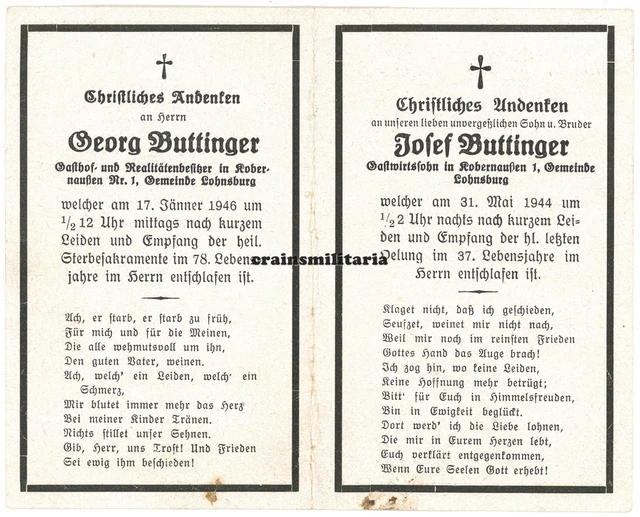 Christliches Andenken
an Herrn
Georg Buttinger
Gasthof- und Realitätenbesitzer in Kober-
naußen Nr. 1, Gemeinde Lohnsburg
welcher am 17. Jänner 1946 um
1/2 12 Uhr mittags nach kurzem
Leiden und Empfang der heil.
Sterbesakramente im 78. Lebens-
jahre im Herrn entschlafen ist.
Ach, er starb, er starb zu früh,
Für mich und für die Meinen,
Die alle wehmutsvoll um ihn,
Den guten Vater, weinen.
Ach, welch' ein Leiden, welch' ein
Schmerz,
Mir blutet immer mehr das Herz
Bei meiner Kinder Tränen.
Nichts stillet unser Sehnen.
Gib, Herr, uns Trost! Und Frieden
Sei ewig ihm beschieden!
Christliches Andenken
an unseren lieben unvergeßlichen Sohn u. Bruder
Josef Buttinger
Gastwirtssohn in Kobernaußen 1, Gemeinde
Lohnsburg
welcher am 31. Mai 1944 um
1/2 2 Uhr nachts nach kurzem Lei-
den und Empfang der hl. letzten
Oelung im 37. Lebensjahre im
Herrn entschlafen ist.
Klaget nicht, daß ich geschieden,
Seufzet, weinet mir nicht nach,
Weil mir noch im reinsten Frieden
Gottes Hand das Auge brach!
Ich zog hin, wo keine Leiden,
Keine Hoffnung mehr betrügt;
Bitt' für Euch in Himmelsfreuden,
Bin in Ewigkeit beglückt.
Dort werd' ich die Liebe lohnen,
Die mir in Eurem Herzen lebt,
Euch verklärt entgegenkommen,
Wenn Eure Seelen Gott erhebt!
crainsmilitaria